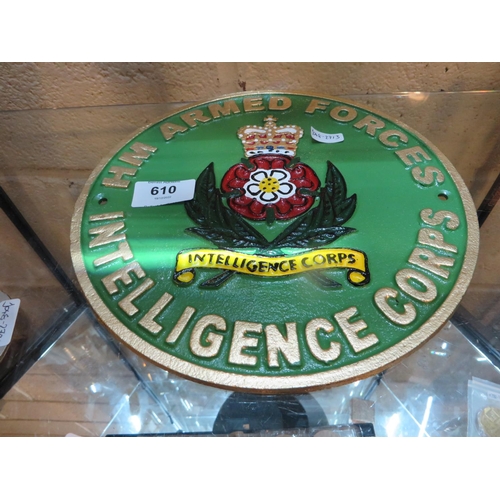 HM ARMED FORCES
610
INTELLIGENCE CORPS
INTELLIGENCE CORPS